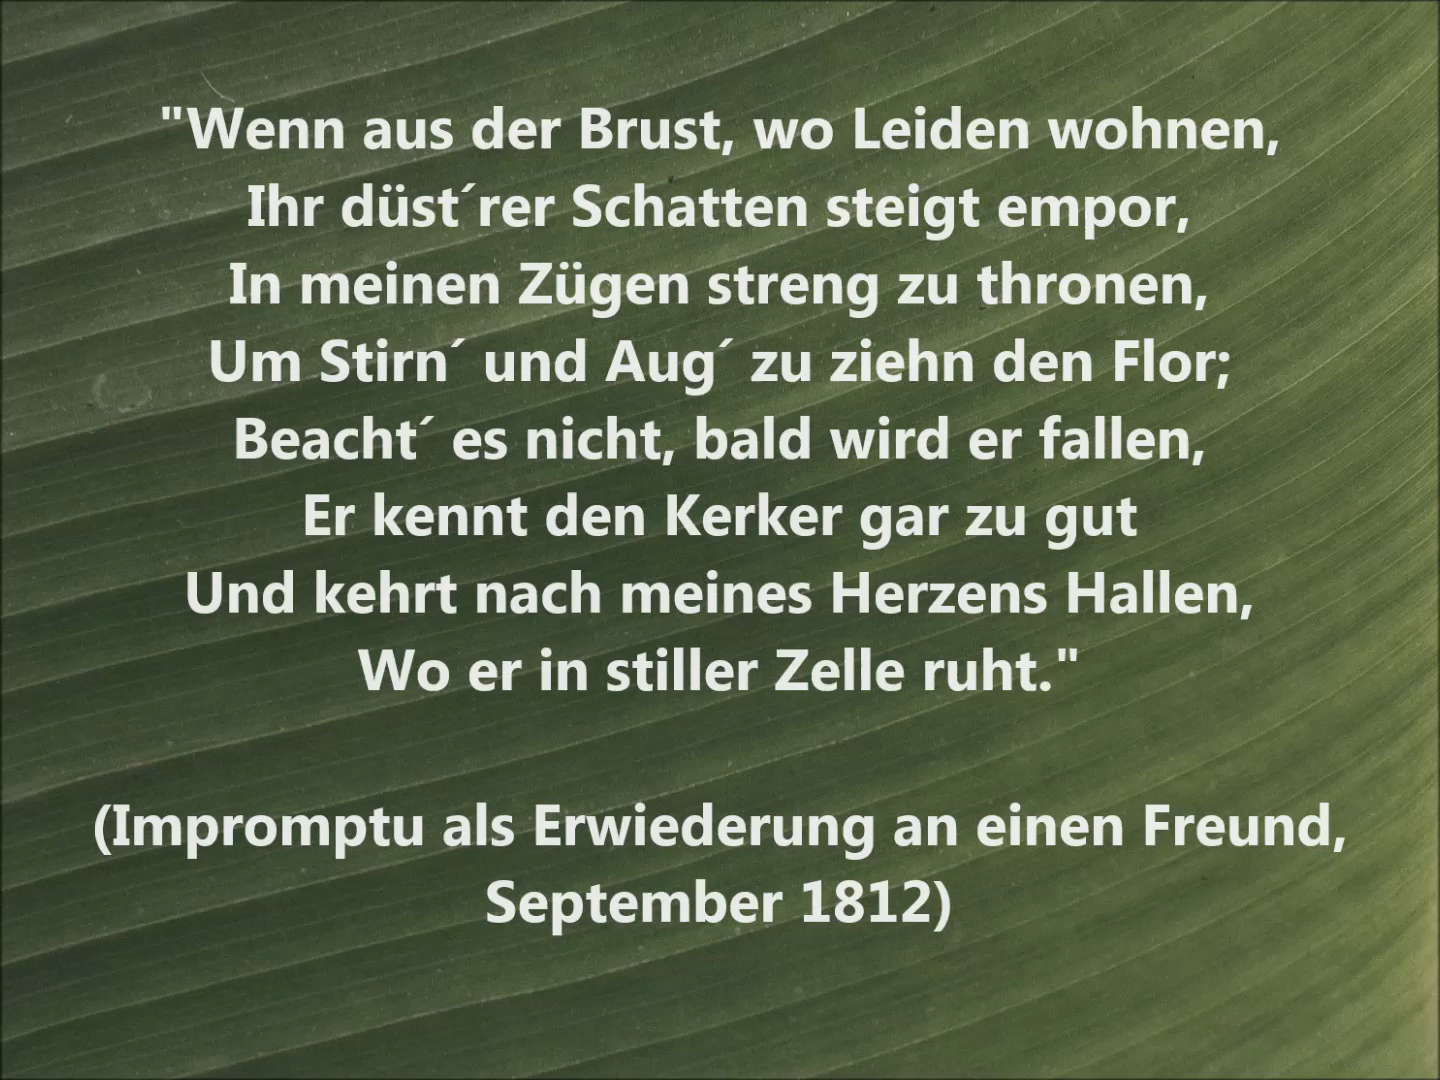 "Wenn aus der Brust, wo Leiden wohnen,
Ihr düst´rer Schatten steigt empor,
In meinen Zügen streng zu thronen,
Um Stirn´ und Aug´ zu ziehn den Flor;
Beacht´ es nicht, bald wird er fallen,
Er kennt den Kerker gar zu gut
Und kehrt nach meines Herzens Hallen,
Wo er in stiller Zelle ruht."
(Impromptu als Erwiederung an einen Freund,
September 1812)